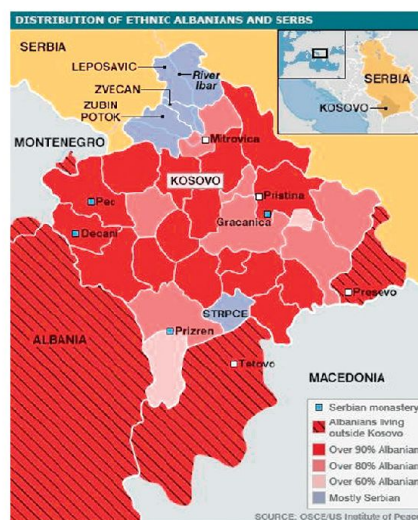 DISTRIBUTION OF ETHNIC ALBANIANS AND SERBS
SERBIA
LEPOSAVIC
River
Ibar
ZVECAN
ZUBIN
POTOK
SERBIA
KOSOVO
MONTENEGRO
Mitrovica
KOSOVO
Pec
Pristina
Gracanica
Decani
Presevo
STRPCE
ALBANIA
Prizren
Tetovo
MACEDONIA
Serbian monastery
Albanians living
outside Kosovo
Over 90% Albanian
Over 80% Albanian
Over 60% Albanian
Mostly Serbian
SOURCE: OSCE/US Institute of Peac